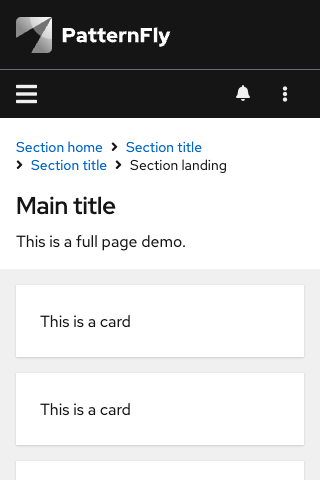 PatternFly
Section home > Section title
> Section title > Section landing
Main title
This is a full page demo.
This is a card
This is a card